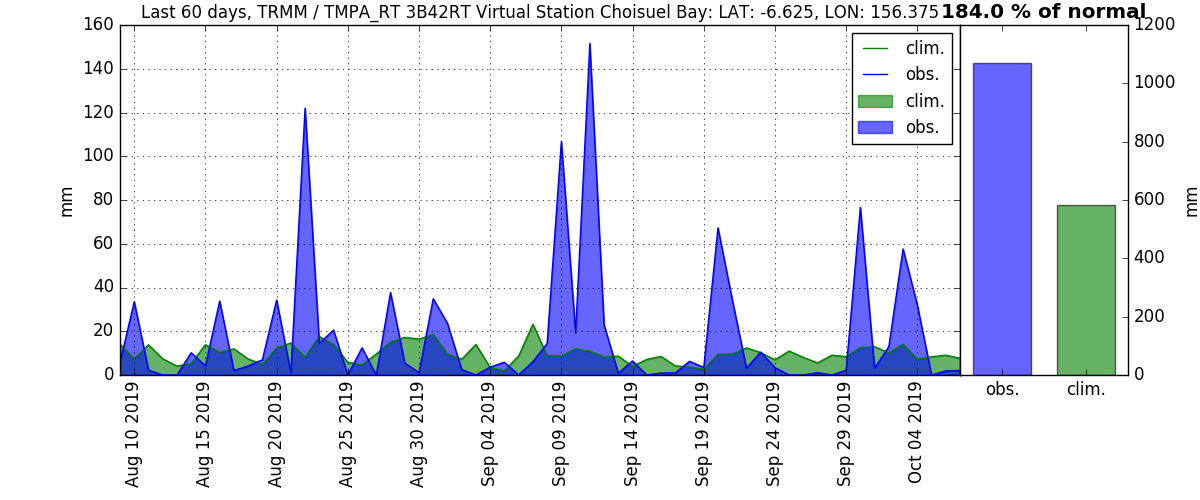 Last 60 days, TRMM / TMPA_RT 3B42RT Virtual Station Choisuel Bay: LAT: -6.625, LON: 156.375
184.0 % of normal
160
140
120
100
80
60
40
20
0
mm
clim.
obs.
clim.
obs.
Aug 10 2019
Aug 15 2019
Aug 20 2019
Aug 25 2019
Aug 30 2019
Sep 04 2019
Sep 09 2019
Sep 14 2019
Sep 19 2019
Sep 24 2019
Sep 29 2019
Oct 04 2019
1200
1000
800
600
400
200
0
mm
obs.
clim.